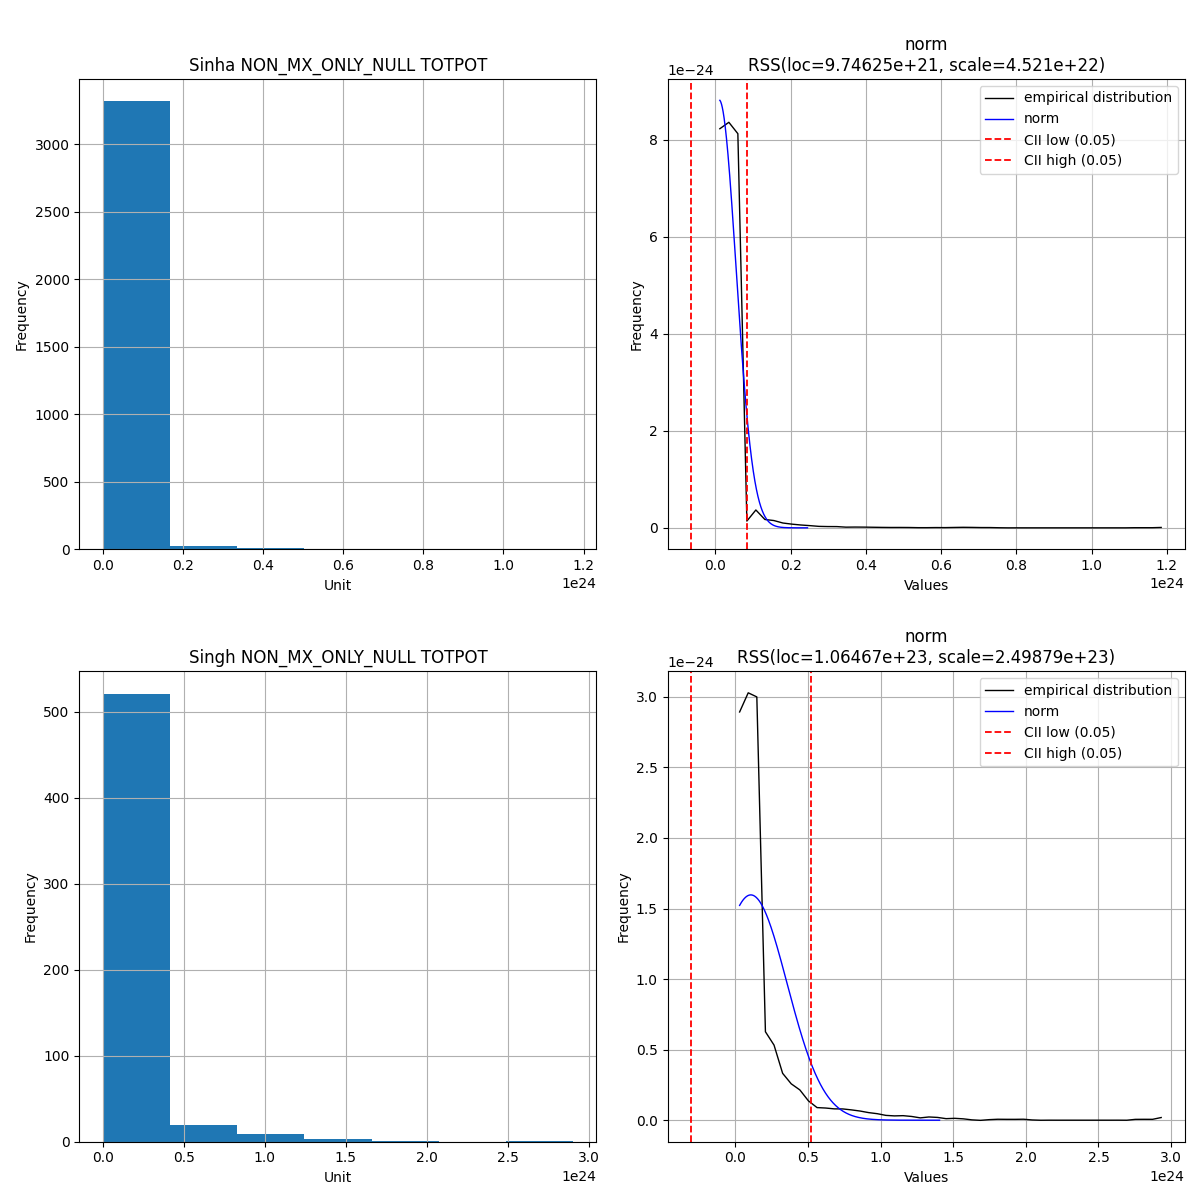 Sinha NON_MX_ONLY_NULL TOTPOT
Frequency
3000
2500
2000
1500
1000
500
0
0.0 0.2 0.4 0.6 0.8 1.0 1.2
1e24
Unit
norm
RSS(loc=9.74625e+21, scale=4.521e+22)
1e−24
empirical distribution
norm
CII low (0.05)
CII high (0.05)
Frequency
8
6
4
2
0
0.0 0.2 0.4 0.6 0.8 1.0 1.2
1e24
Values
Singh NON_MX_ONLY_NULL TOTPOT
Frequency
500
400
300
200
100
0
0.0 0.5 1.0 1.5 2.0 2.5 3.0
1e24
Unit
norm
RSS(loc=1.06467e+23, scale=2.49879e+23)
1e−24
empirical distribution
norm
CII low (0.05)
CII high (0.05)
Frequency
3.0
2.5
2.0
1.5
1.0
0.5
0.0
0.0 0.5 1.0 1.5 2.0 2.5 3.0
1e24
Values